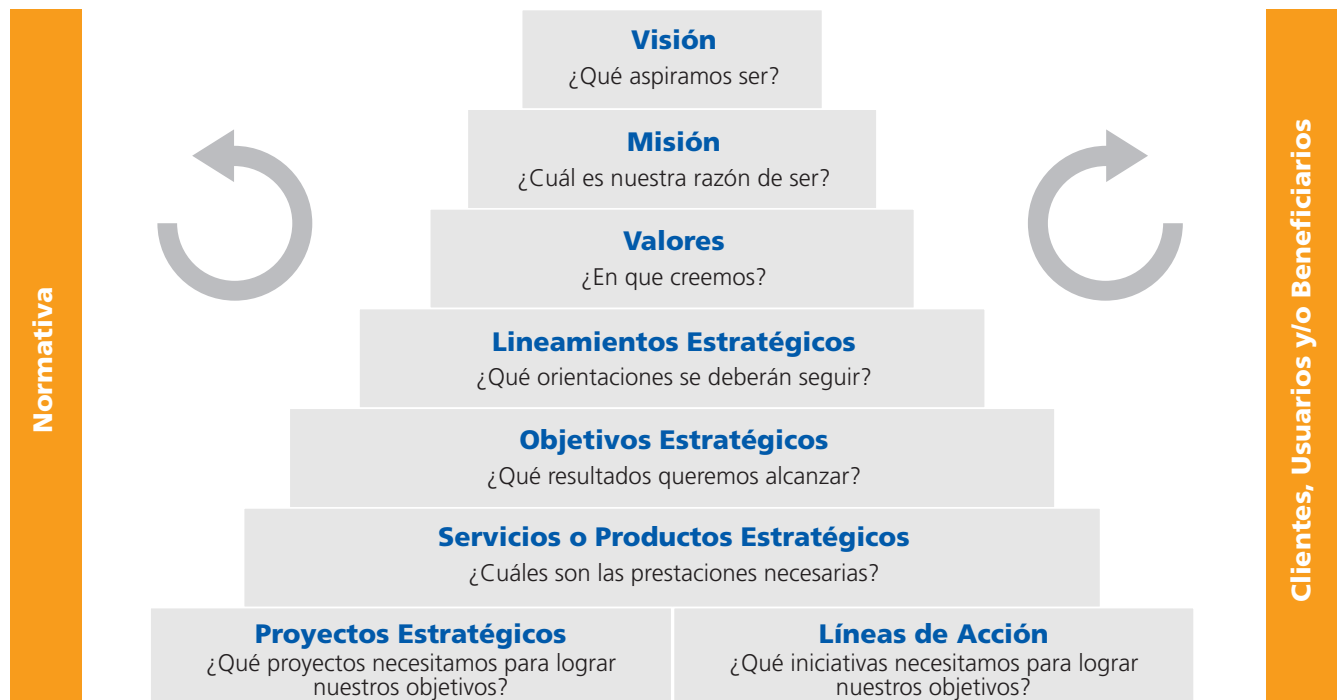 Normativa
Visión
¿Qué aspiramos ser?
Misión
¿Cuál es nuestra razón de ser?
Valores
¿En que creemos?
Lineamientos Estratégicos
¿Qué orientaciones se deberán seguir?
Objetivos Estratégicos
¿Qué resultados queremos alcanzar?
Servicios o Productos Estratégicos
¿Cuáles son las prestaciones necesarias?
Proyectos Estratégicos
¿Qué proyectos necesitamos para lograr
nuestros objetivos?
Líneas de Acción
¿Qué iniciativas necesitamos para lograr
nuestros objetivos?
Clientes, Usuarios y/o Beneficiarios